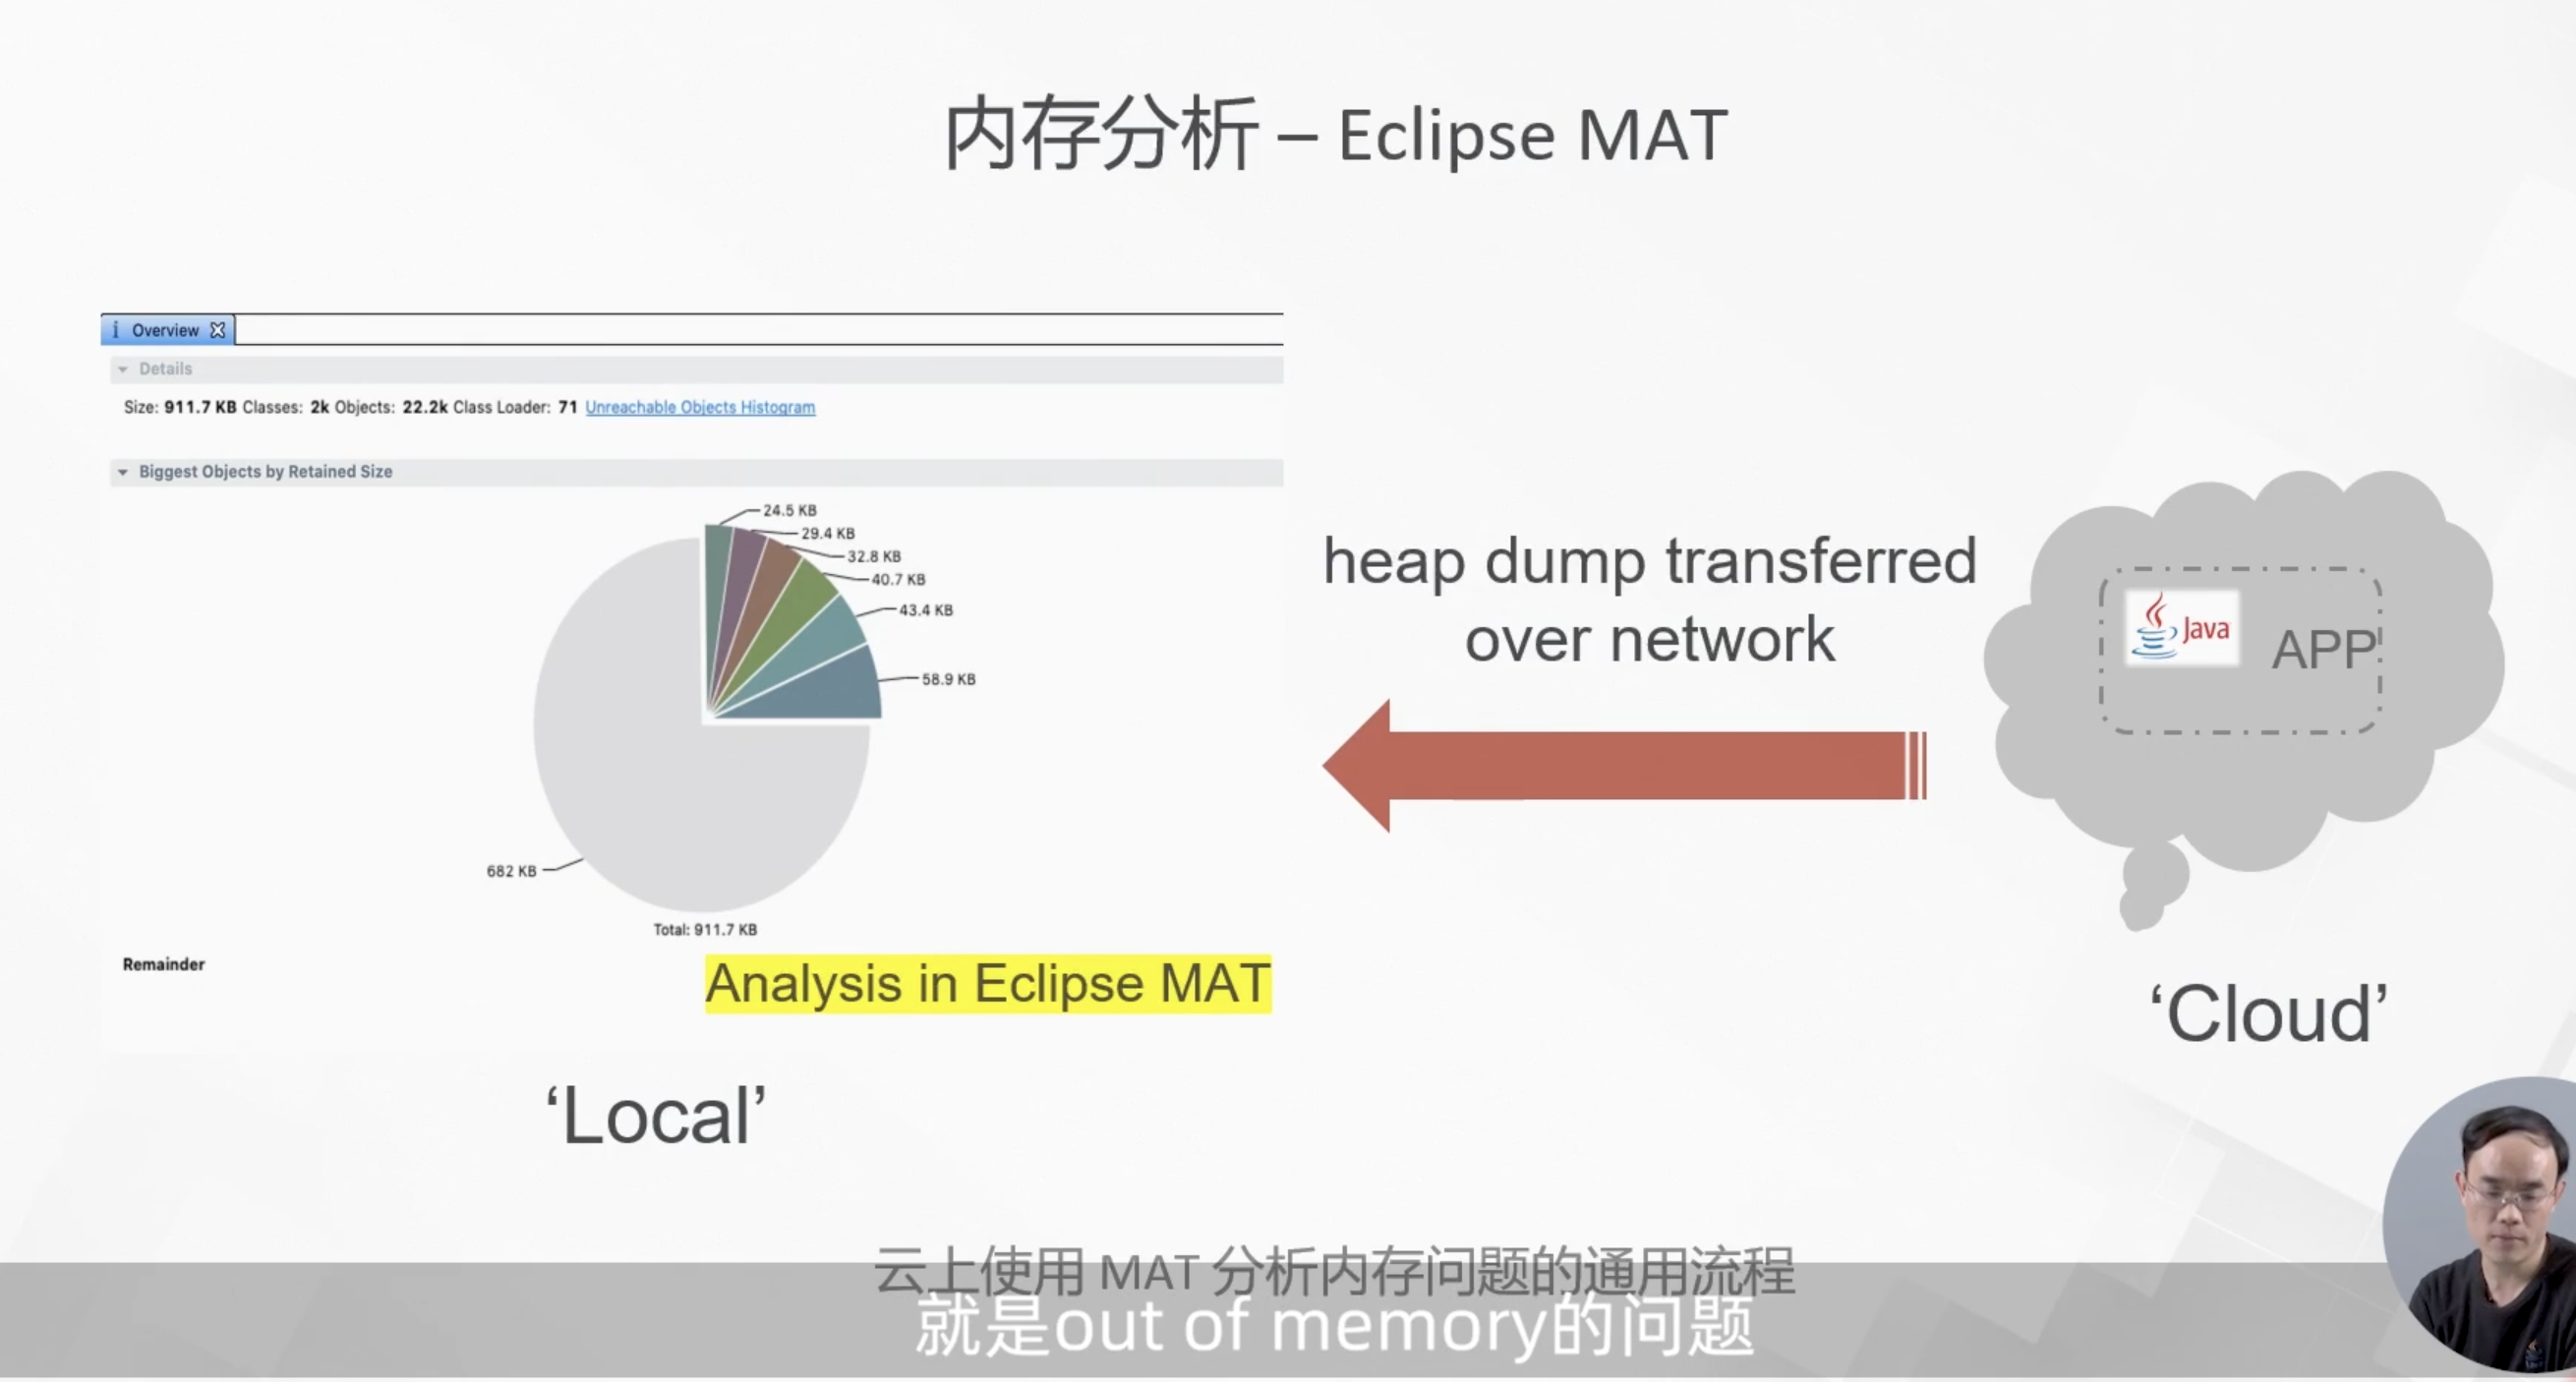 内存分析 – Eclipse MAT
Overview
Details
Size: 911.7 KB Classes: 2k Objects: 22.2k Class Loader: 71 Unreachable Objects Histogram
Biggest Objects by Retained Size
24.5 KB
29.4 KB
32.8 KB
40.7 KB
43.4 KB
58.9 KB
682 KB
Total: 911.7 KB
Remainder
Analysis in Eclipse MAT
‘Local’
heap dump transferred
over network
Java
APP
‘Cloud’
云上使用 MAT 分析内存问题的通用流程
就是out of memory的问题